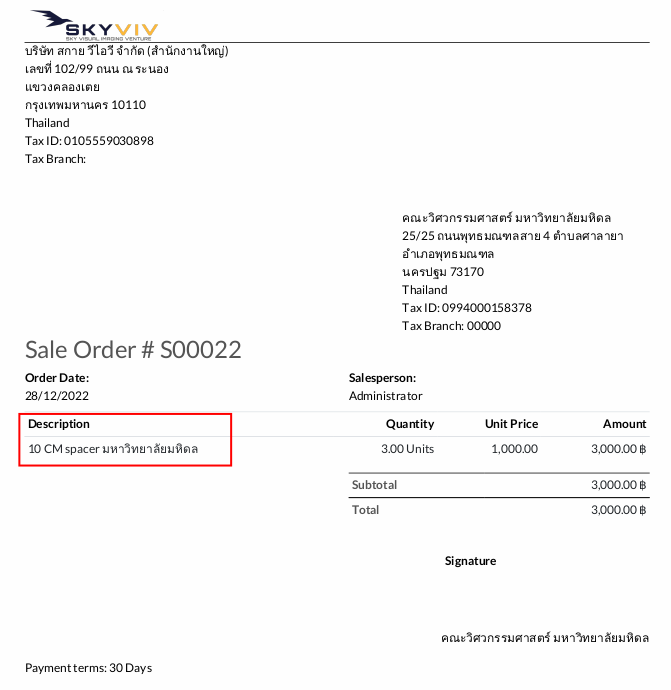 SKYVIV
SKY VISUAL IMAGING VENTURE
บริษัท สกาย วีไอวี จำกัด (สำนักงานใหญ่)
เลขที่ 102/99 ถนน ณ ระนอง
แขวงคลองเตย
กรุงเทพมหานคร 10110
Thailand
Tax ID: 0105559030898
Tax Branch:
คณะวิศวกรรมศาสตร์ มหาวิทยาลัยมหิดล
25/25 ถนนพุทธมณฑลสาย 4 ตำบลศาลายา
อำเภอพุทธมณฑล
นครปฐม 73170
Thailand
Tax ID: 0994000158378
Tax Branch: 00000
Sale Order # S00022
Order Date: Salesperson:
28/12/2022 Administrator
Description Quantity Unit Price Amount
10 CM spacer มหาวิทยาลัยมหิดล 3.00 Units 1,000.00 3,000.00 ฿
Subtotal 3,000.00 ฿
Total 3,000.00 ฿
Signature
คณะวิศวกรรมศาสตร์ มหาวิทยาลัยมหิดล
Payment terms: 30 Days